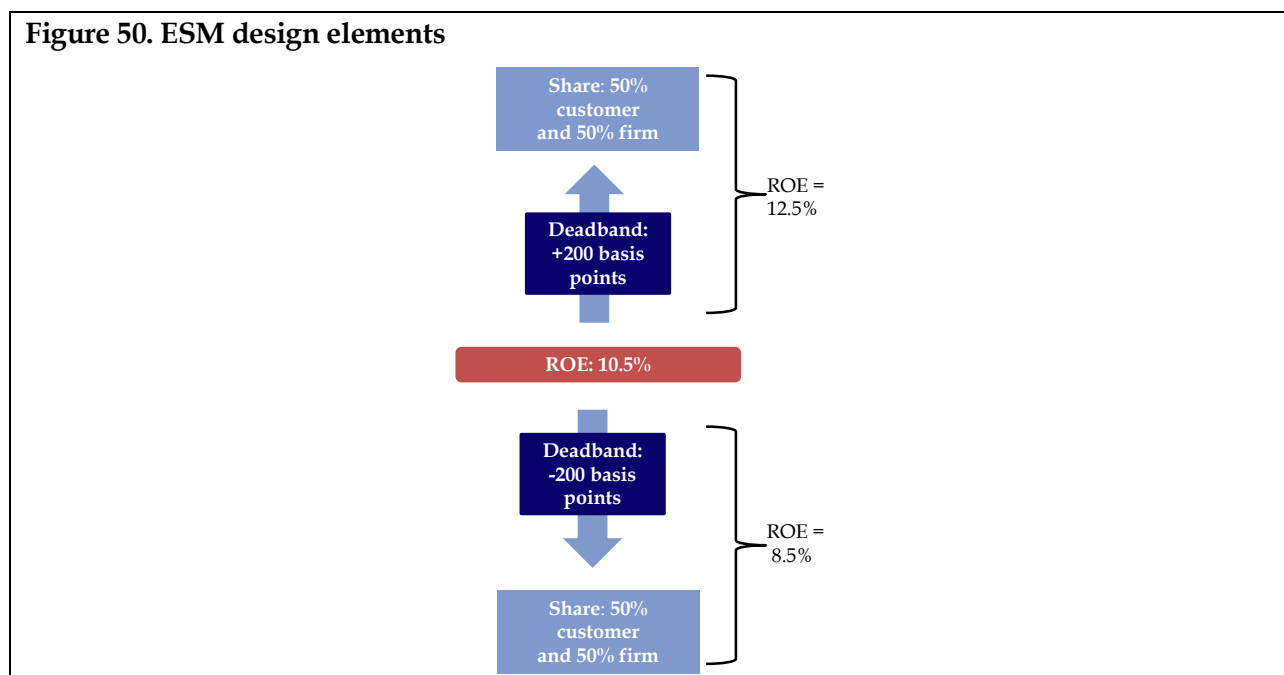 Figure 50. ESM design elements
Share: 50%
customer
and 50% firm
ROE =
12.5%
Deadband:
+200 basis
points
ROE: 10.5%
Deadband:
-200 basis
points
ROE =
8.5%
Share: 50%
customer
and 50% firm